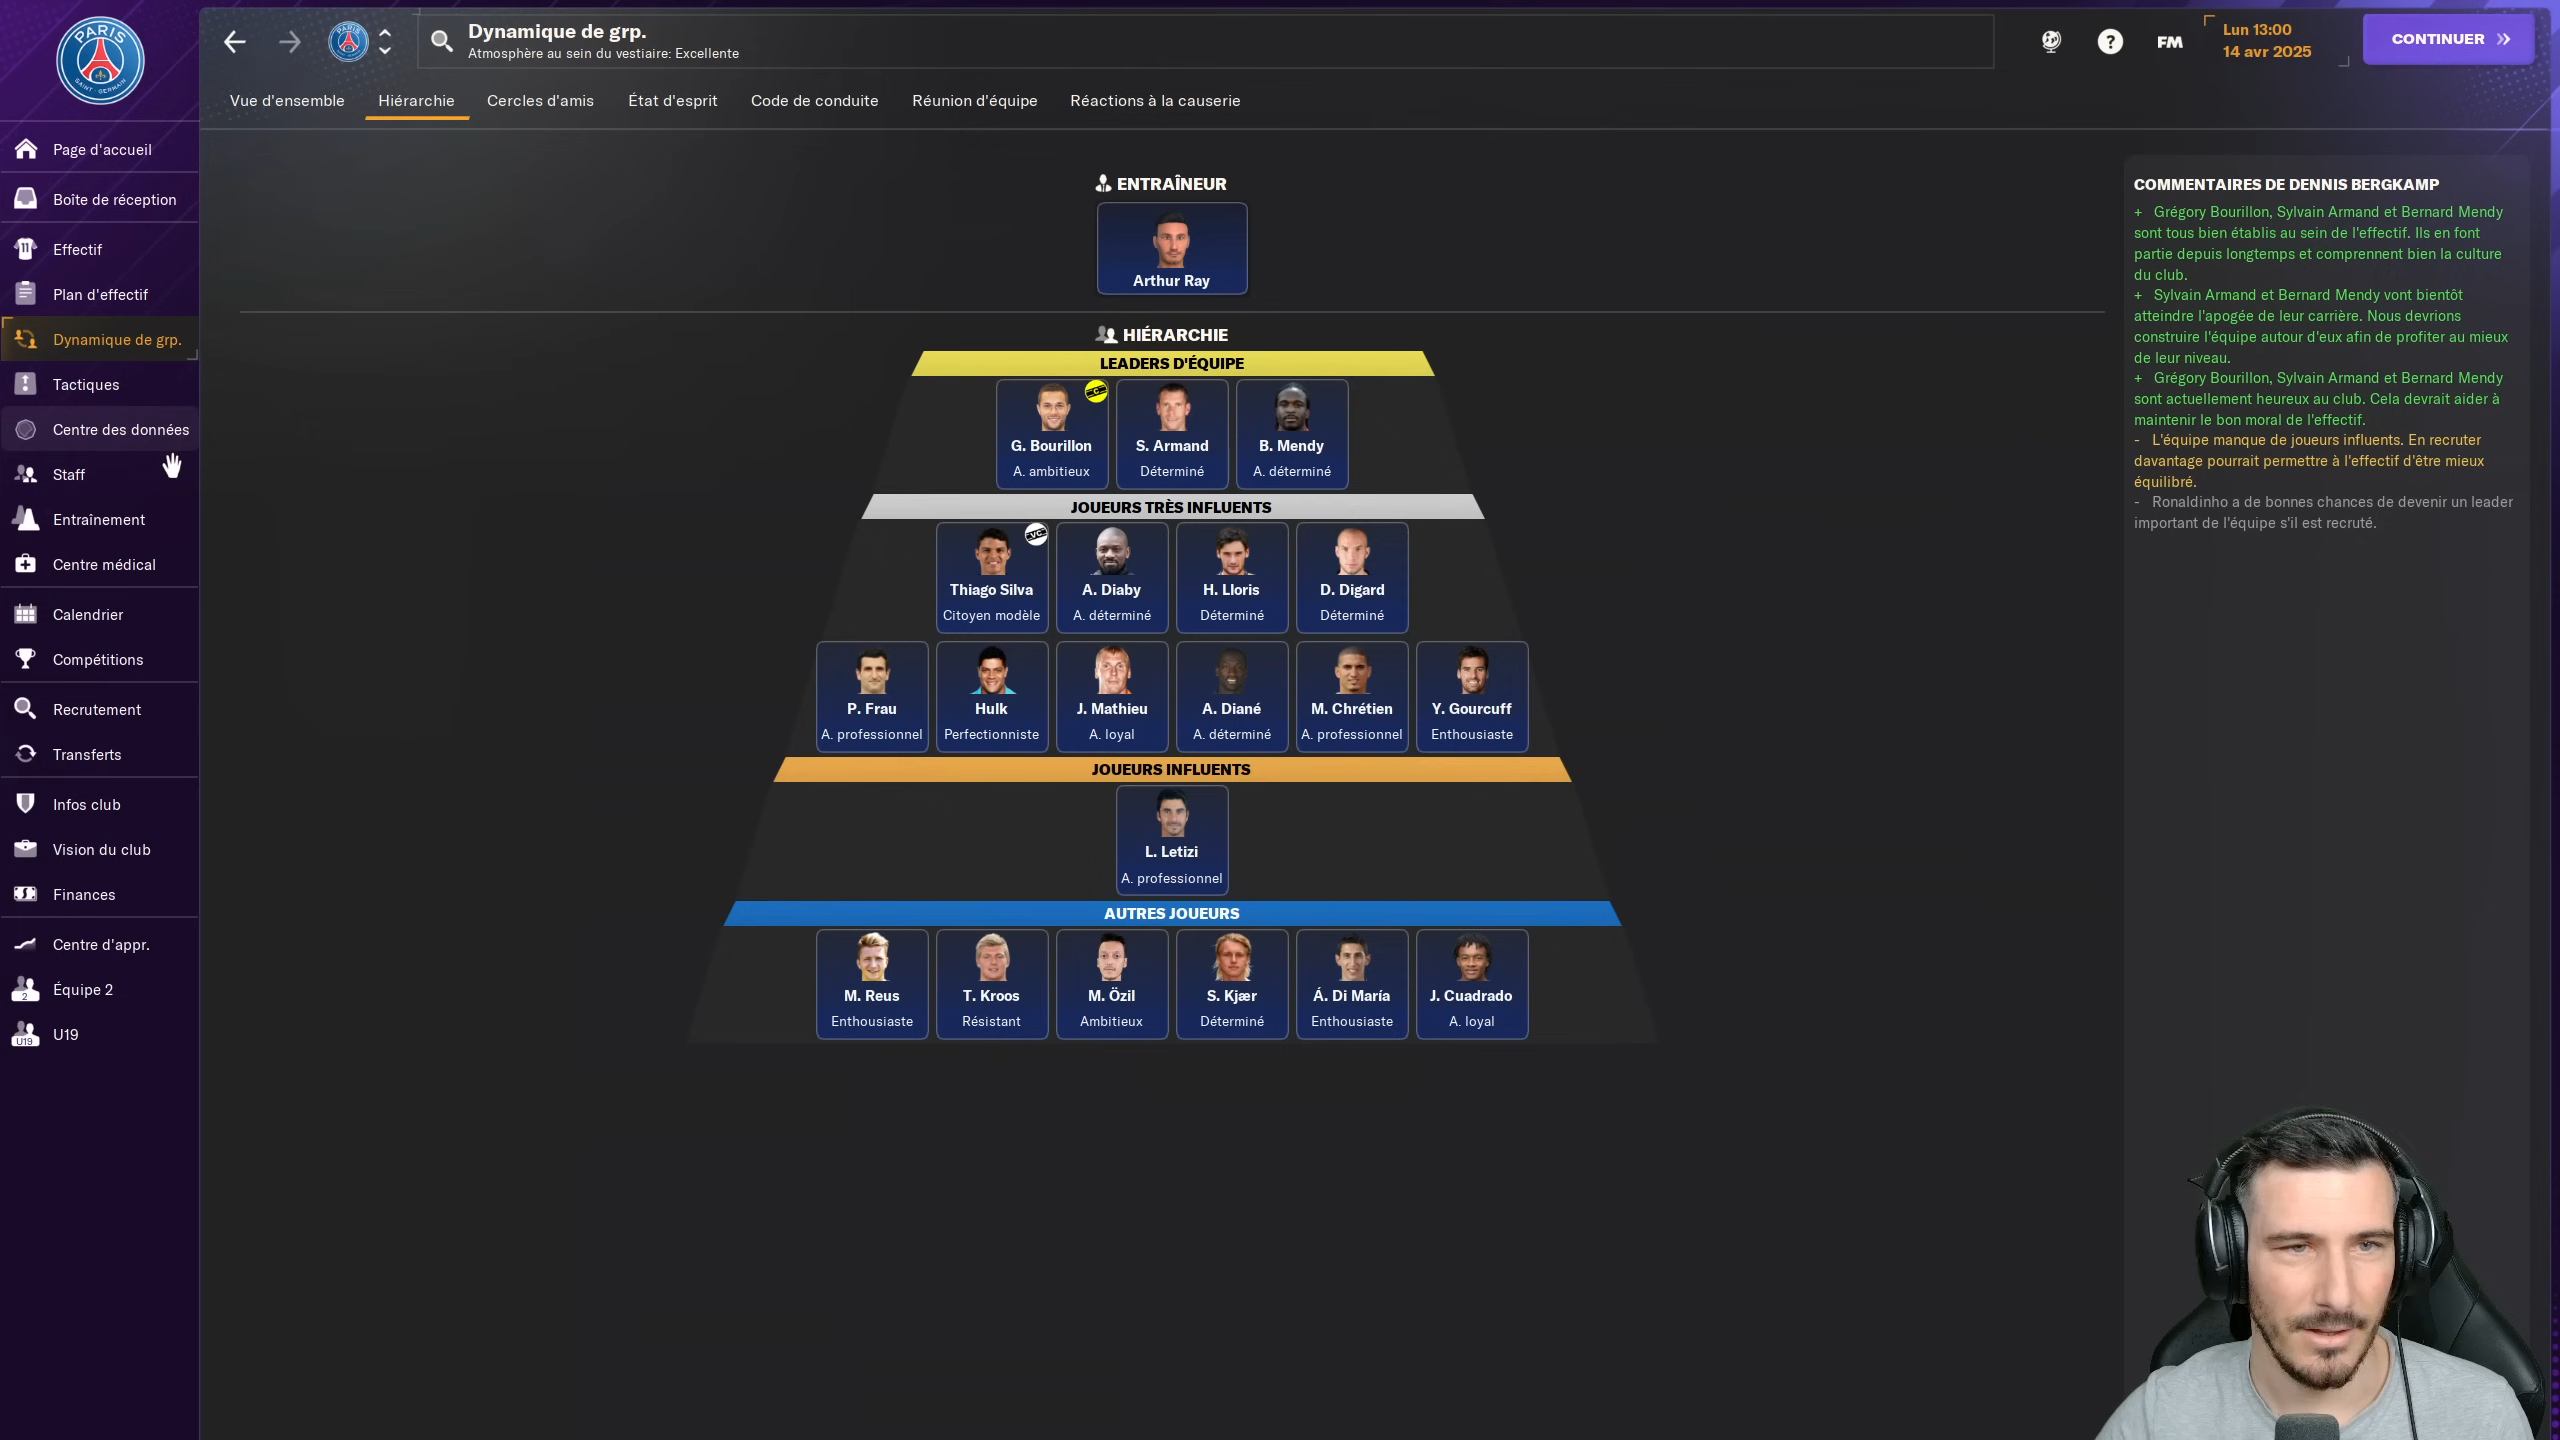 PARIS
SAINT-GERMAIN
Dynamique de grp.
Atmosphère au sein du vestiaire: Excellente
FM
Lun 13:00
14 avr 2025
CONTINUER
Vue d'ensemble
Hiérarchie
Cercles d'amis
État d'esprit
Code de conduite
Réunion d'équipe
Réactions à la causerie
Page d'accueil
Boîte de réception
11
Effectif
Plan d'effectif
Dynamique de grp.
Tactiques
Centre des données
Staff
Entraînement
Centre médical
Calendrier
Compétitions
Recrutement
Transferts
Infos club
Vision du club
Finances
Centre d'appr.
2
Équipe 2
U19
U19
ENTRAÎNEUR
Arthur Ray
HIÉRARCHIE
LEADERS D'ÉQUIPE
C
G. Bourillon
A. ambitieux
S. Armand
Déterminé
B. Mendy
A. déterminé
JOUEURS TRÈS INFLUENTS
VC
Thiago Silva
Citoyen modèle
A. Diaby
A. déterminé
H. Lloris
Déterminé
D. Digard
Déterminé
P. Frau
A. professionnel
Hulk
Perfectionniste
J. Mathieu
A. loyal
A. Diané
A. déterminé
M. Chrétien
A. professionnel
Y. Gourcuff
Enthousiaste
JOUEURS INFLUENTS
L. Letizi
A. professionnel
AUTRES JOUEURS
M. Reus
Enthousiaste
T. Kroos
Résistant
M. Özil
Ambitieux
S. Kjær
Déterminé
Á. Di María
Enthousiaste
J. Cuadrado
A. loyal
COMMENTAIRES DE DENNIS BERGKAMP
+ Grégory Bourillon, Sylvain Armand et Bernard Mendy
sont tous bien établis au sein de l'effectif. Ils en font
partie depuis longtemps et comprennent bien la culture
du club.
+ Sylvain Armand et Bernard Mendy vont bientôt
atteindre l'apogée de leur carrière. Nous devrions
construire l'équipe autour d'eux afin de profiter au mieux
de leur niveau.
+ Grégory Bourillon, Sylvain Armand et Bernard Mendy
sont actuellement heureux au club. Cela devrait aider à
maintenir le bon moral de l'effectif.
- L'équipe manque de joueurs influents. En recruter
davantage pourrait permettre à l'effectif d'être mieux
équilibré.
- Ronaldinho a de bonnes chances de devenir un leader
important de l'équipe s'il est recruté.